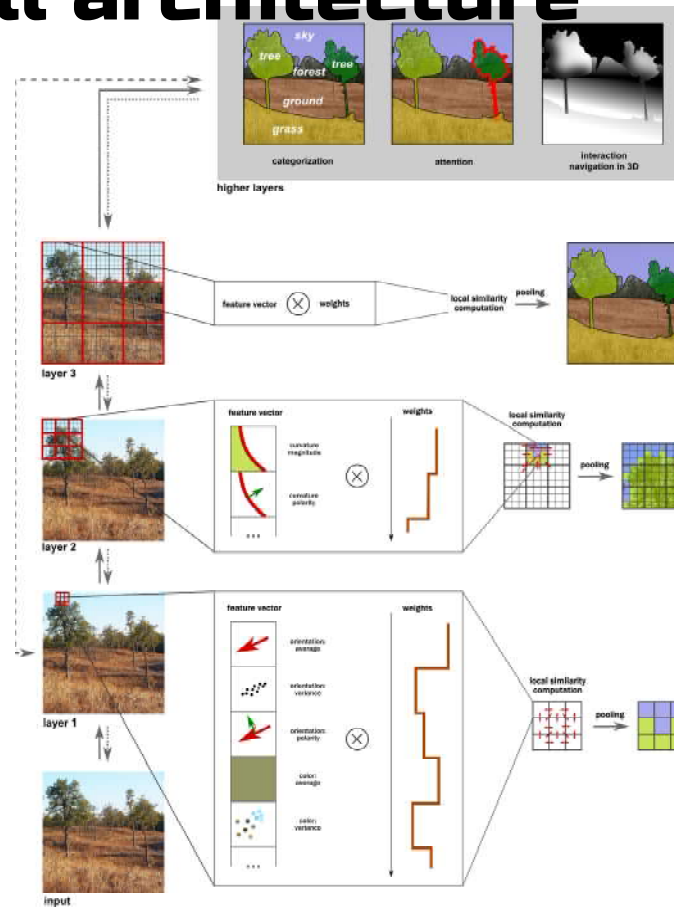 architecture
sky
tree
tree
forest
ground
grass
categorization
attention
interaction
navigation in 3D
higher layers
feature vector
weights
local similarity
computation
pooling
layer 3
feature vector
weights
local similarity
computation
curvature
magnitude
pooling
curvature
polarity
...
layer 2
feature vector
weights
orientation:
average
orientation:
variance
local similarity
computation
pooling
orientation:
polarity
layer 1
color:
average
color:
variance
...
input